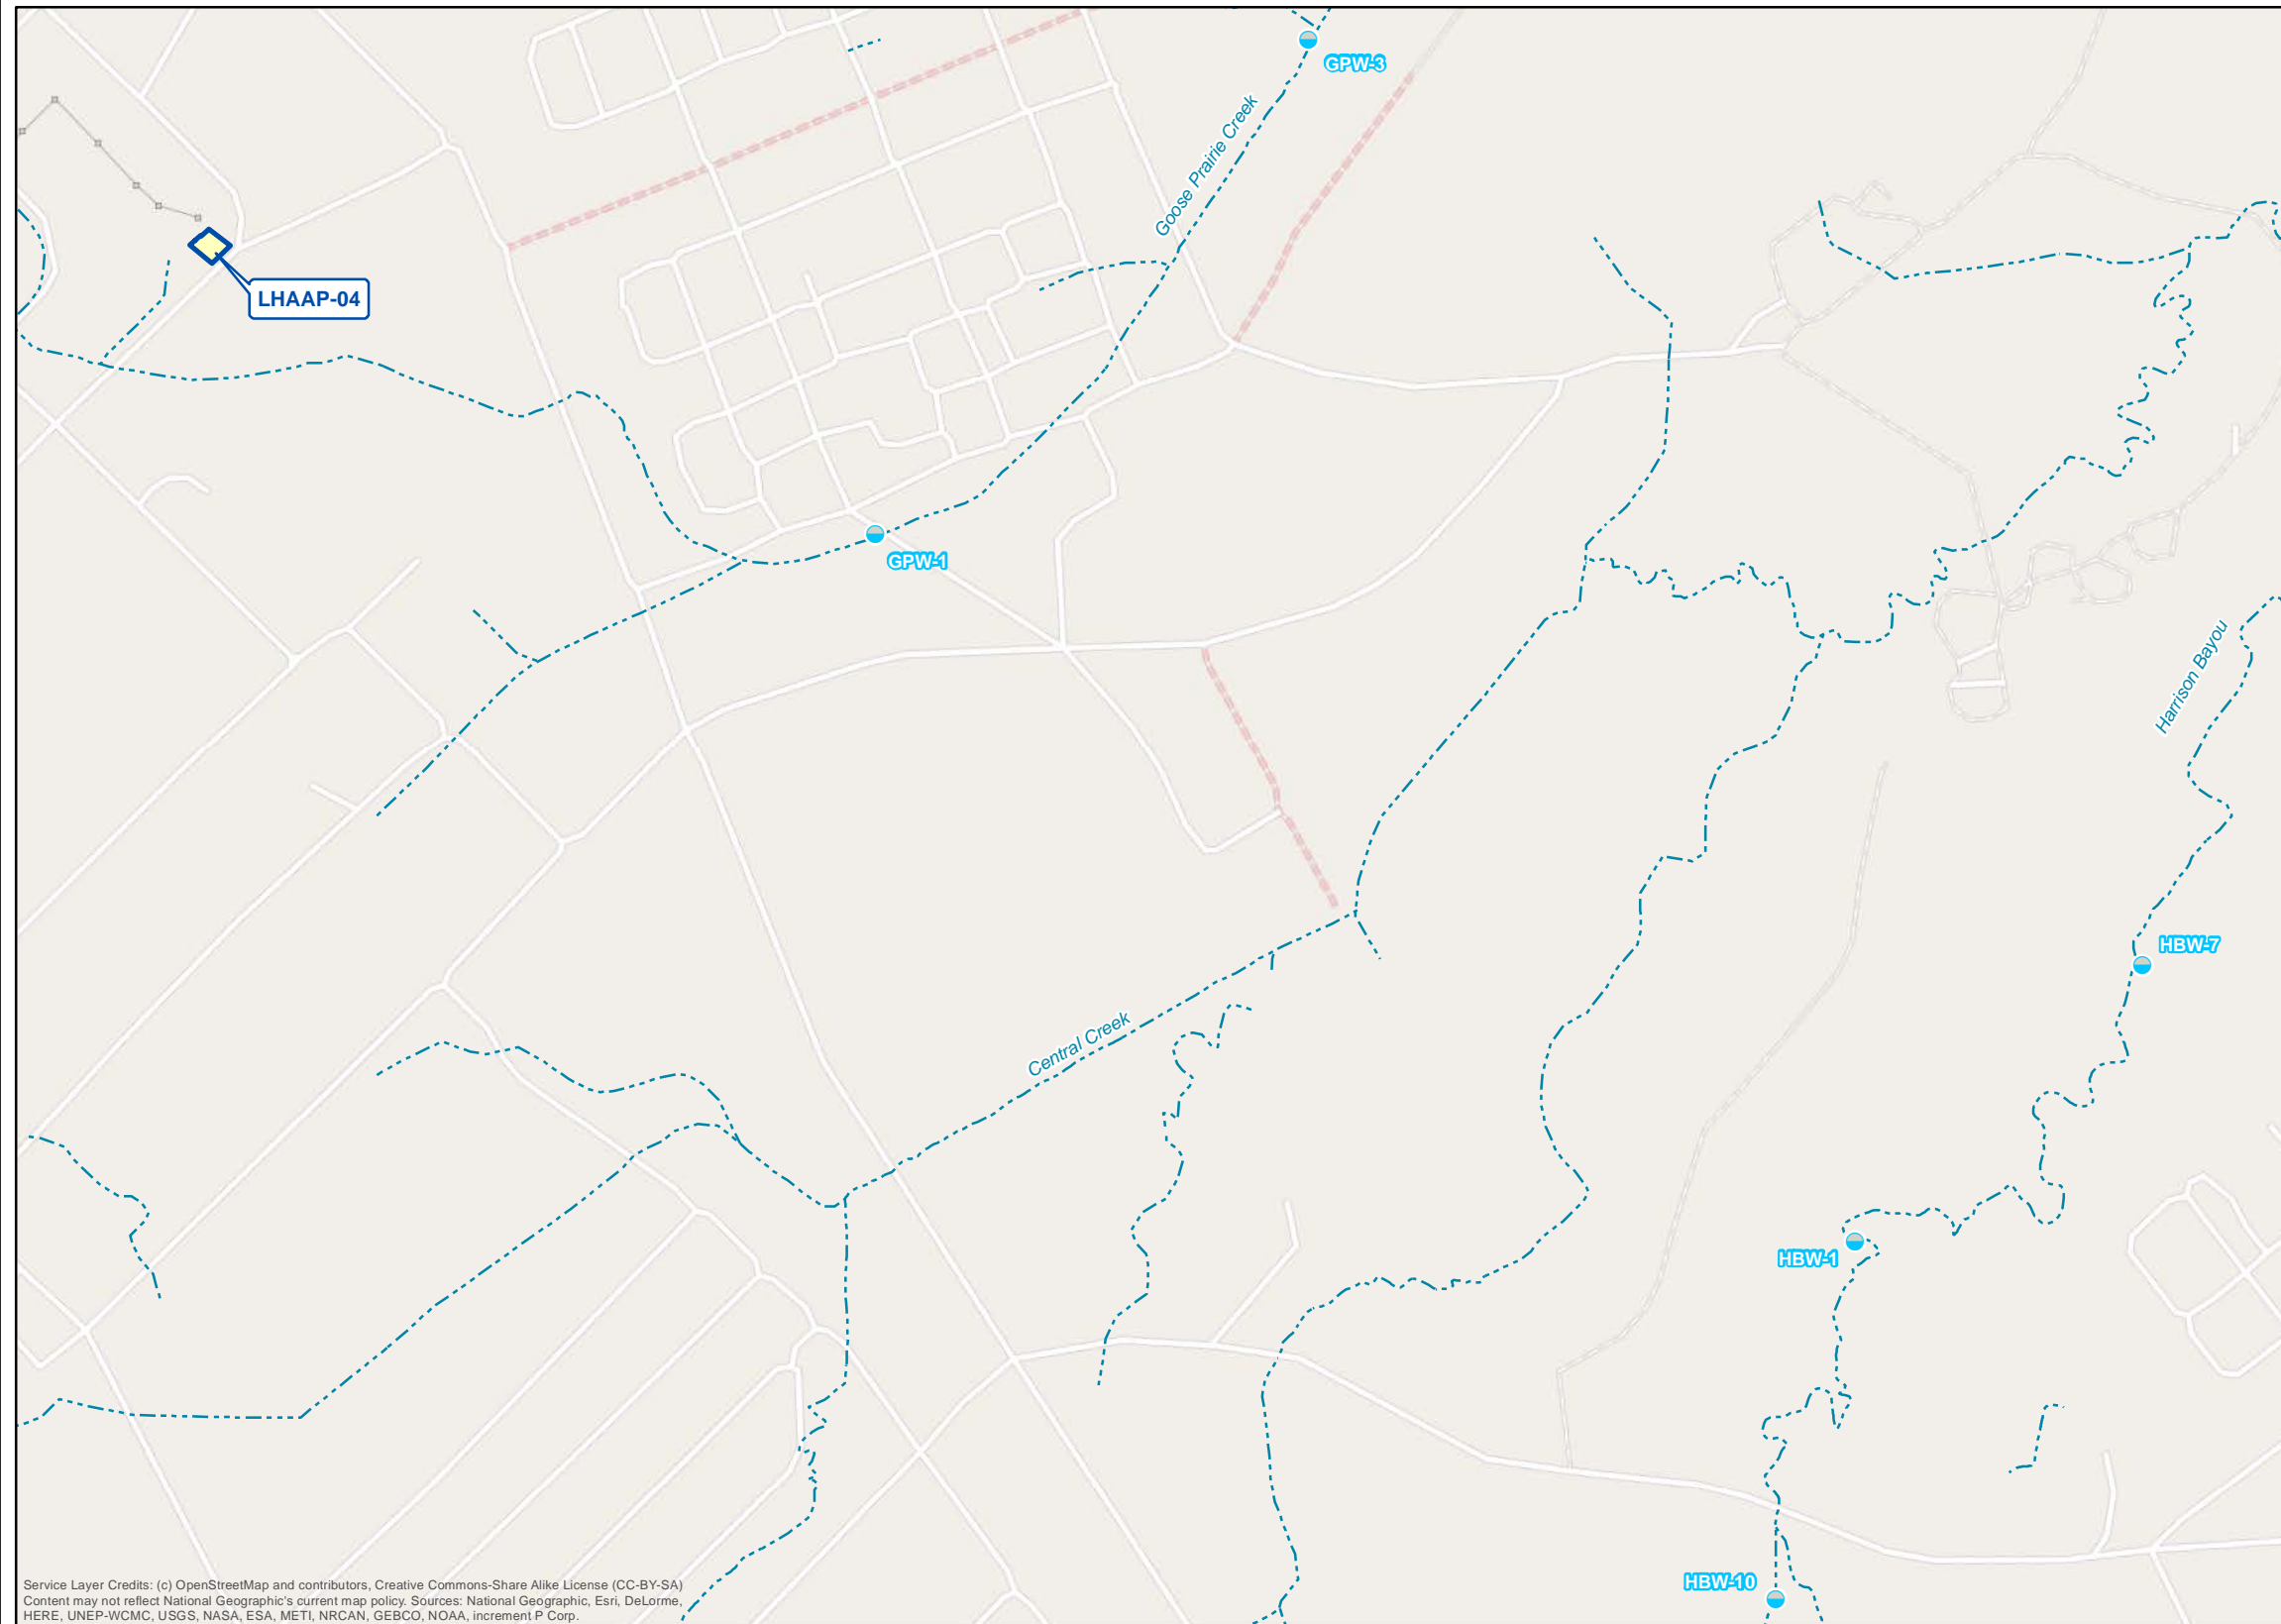 GPW-3
Goose Prairie Creek
LHAAP-04
GPW-1
Harrison Bayou
HBW-7
Central Creek
HBW-1
HBW-10
Service Layer Credits: (c) OpenStreetMap and contributors, Creative Commons-Share Alike License (CC-BY-SA)
Content may not reflect National Geographic's current map policy. Sources: National Geographic, Esri, DeLorme,
HERE, UNEP-WCMC, USGS, NASA, ESA, METI, NRCAN, GEBCO, NOAA, increment P Corp.